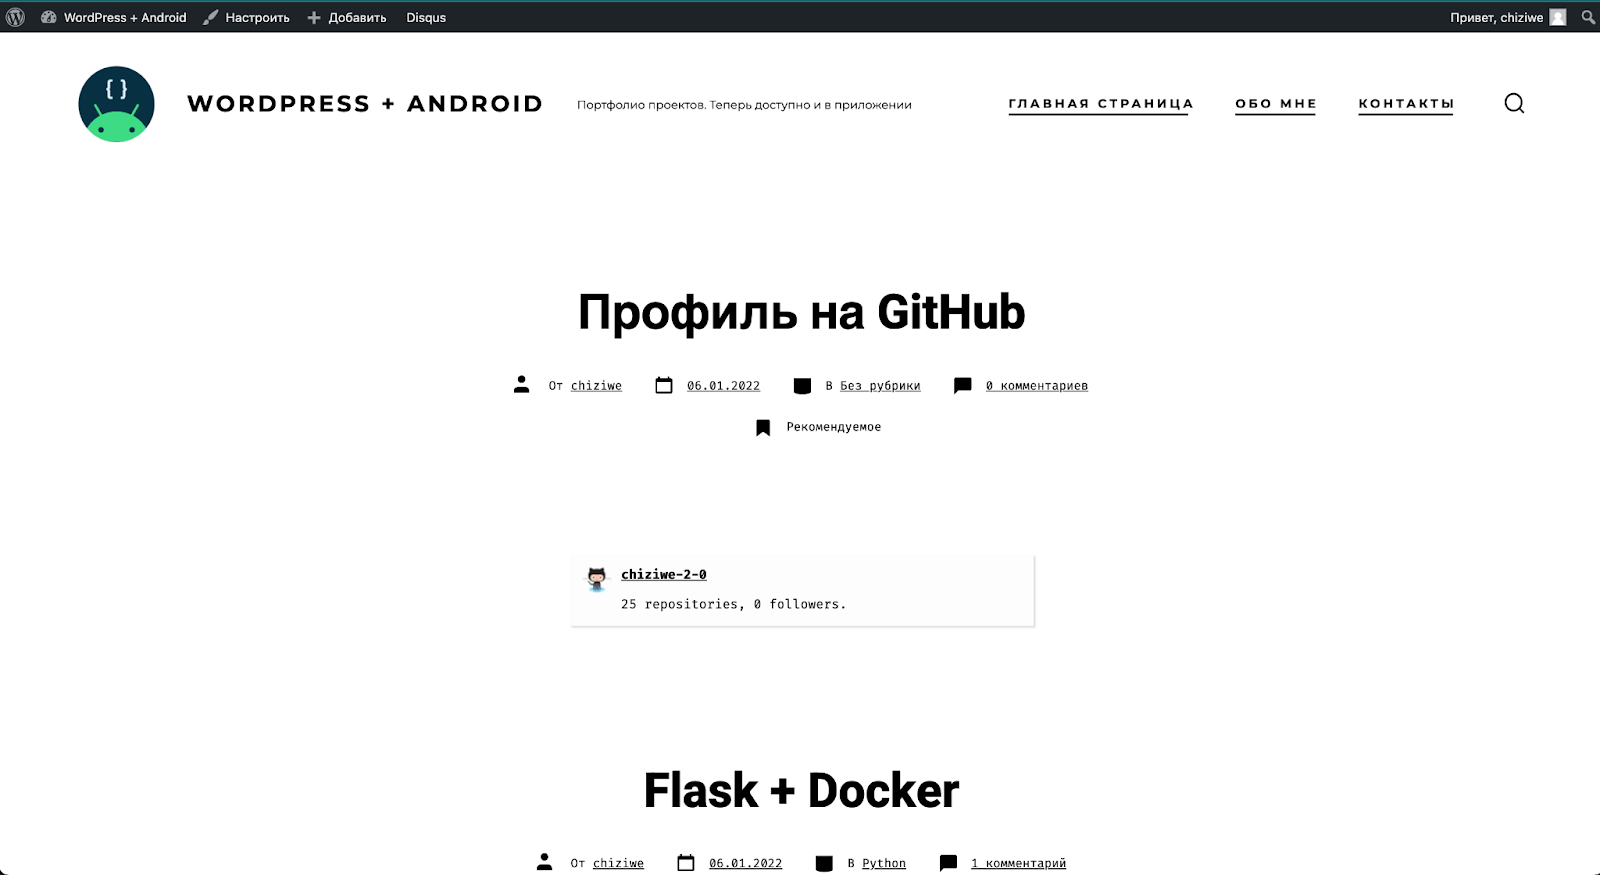 WordPress + Android Настроить Добавить Disqus Привет, chiziwe
{ }
WORDPRESS + ANDROID Портфолио проектов. Теперь доступно и в приложении ГЛАВНАЯ СТРАНИЦА ОБО МНЕ КОНТАКТЫ
Профиль на GitHub
От chiziwe 06.01.2022 В Без рубрики 0 комментариев
Рекомендуемое
chiziwe-2-0
25 repositories, 0 followers.
Flask + Docker
От chiziwe 06.01.2022 В Python 1 комментарий